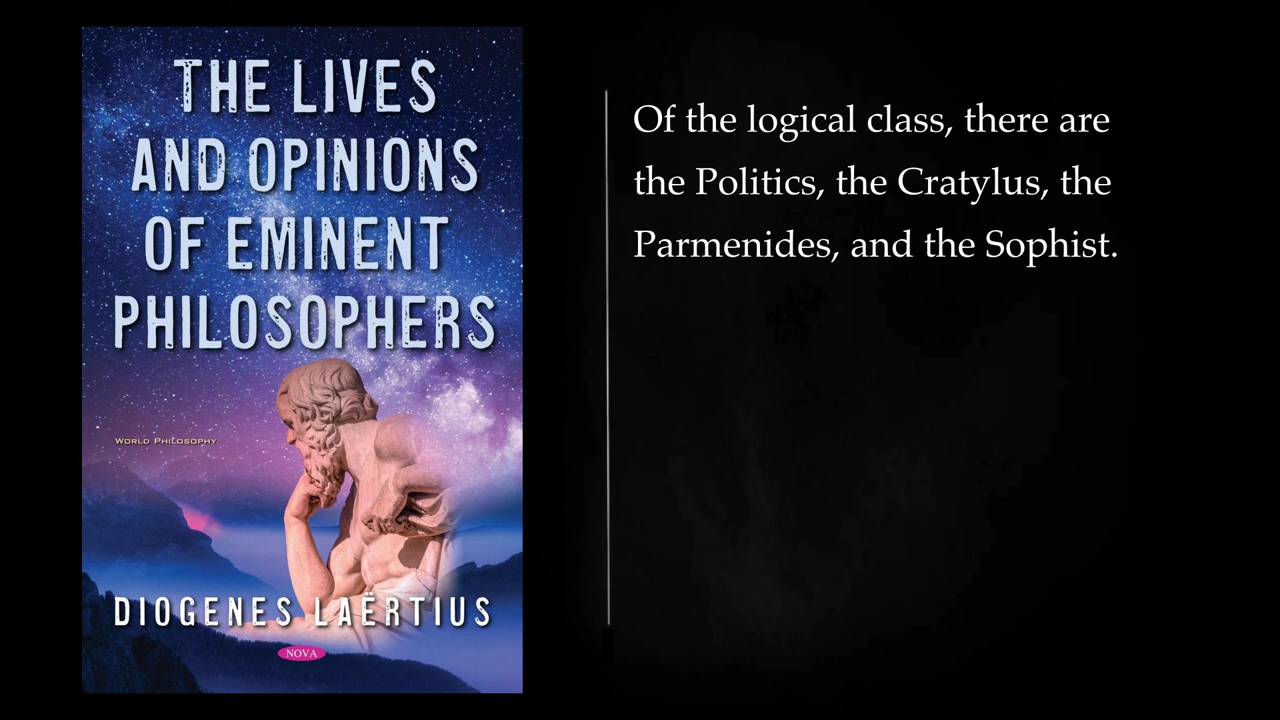 THE LIVES
AND OPINIONS
OF EMINENT
PHILOSOPHERS
WORLD PHILOSOPHY
DIOGENES LAËRTIUS
NOVA
Of the logical class, there are
the Politics, the Cratylus, the
Parmenides, and the Sophist.